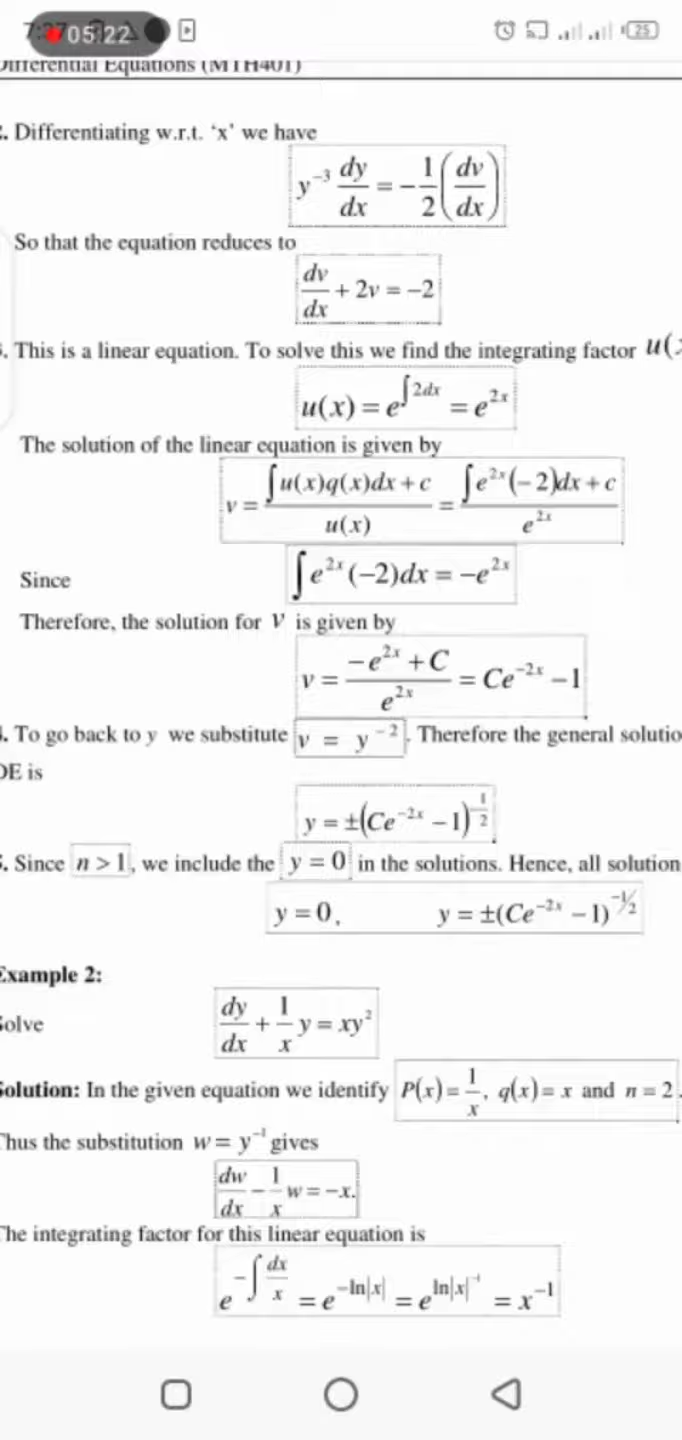 05:22
25
Differential Equations (MTH401)
. Differentiating w.r.t. 'x' we have
y⁻³ dy/dx = −1/2 (dv/dx)
So that the equation reduces to
dv/dx + 2v = −2
. This is a linear equation. To solve this we find the integrating factor u(
u(x) = e^∫2dx = e^2x
The solution of the linear equation is given by
v = (∫u(x)q(x)dx + c)/u(x) = (∫e^2x(−2)dx + c)/e^2x
Since ∫e^2x(−2)dx = −e^2x
Therefore, the solution for V is given by
v = (−e^2x + C)/e^2x = Ce^−2x − 1
. To go back to y we substitute v = y⁻². Therefore the general solutio
DE is
y = ±(Ce^−2x − 1)^1/2
. Since n > 1, we include the y = 0 in the solutions. Hence, all solution
y = 0, y = ±(Ce^−2x − 1)^−1/2
Example 2:
Solve dy/dx + 1/x y = xy²
Solution: In the given equation we identify P(x) = 1/x, q(x) = x and n = 2.
Thus the substitution w = y⁻¹ gives
dw/dx − 1/x w = −x.
The integrating factor for this linear equation is
e^−∫dx/x = e^−ln|x| = e^ln|x|⁻¹ = x⁻¹